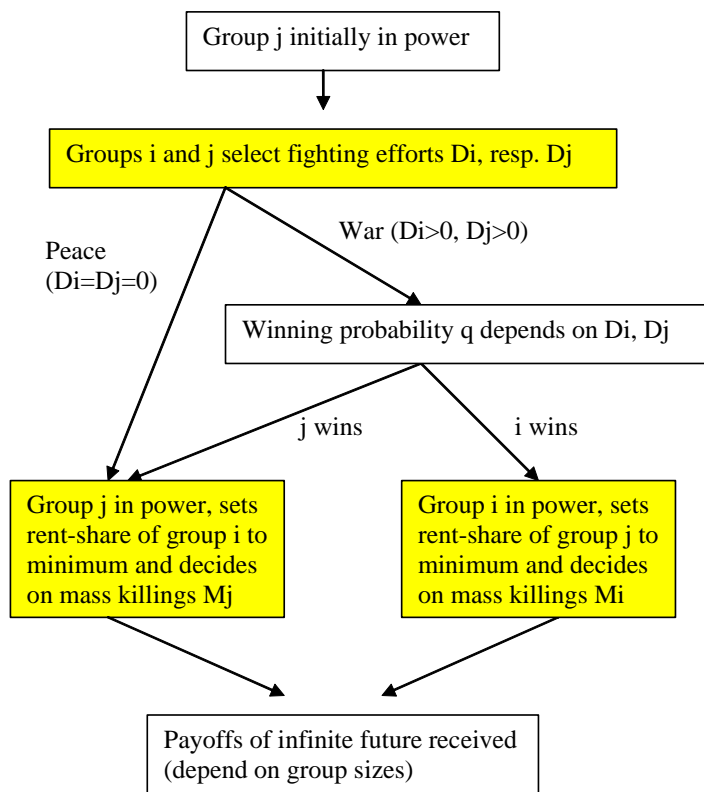 Group j initially in power
Groups i and j select fighting efforts Di, resp. Dj
War (Di>0, Dj>0)
Peace
(Di=Dj=0)
Winning probability q depends on Di, Dj
j wins
i wins
Group j in power, sets
rent-share of group i to
minimum and decides
on mass killings Mj
Group i in power, sets
rent-share of group j to
minimum and decides
on mass killings Mi
Payoffs of infinite future received
(depend on group sizes)